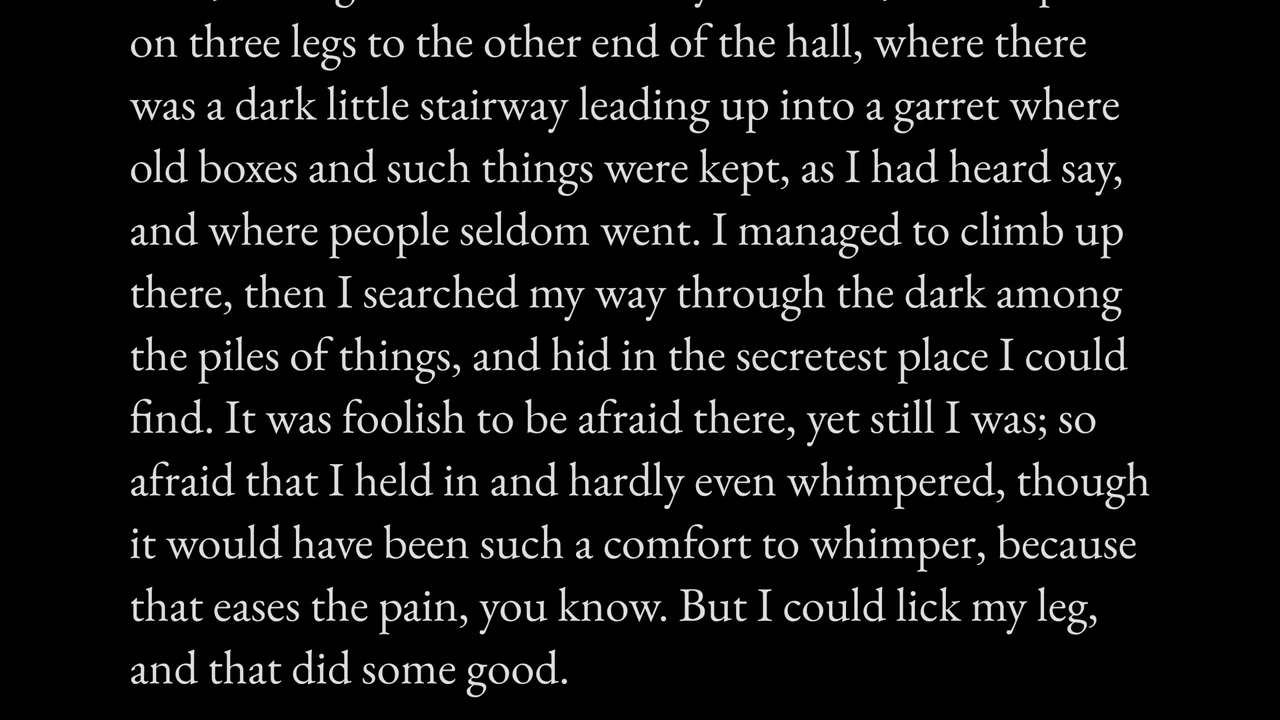 on three legs to the other end of the hall, where there
was a dark little stairway leading up into a garret where
old boxes and such things were kept, as I had heard say,
and where people seldom went. I managed to climb up
there, then I searched my way through the dark among
the piles of things, and hid in the secretest place I could
find. It was foolish to be afraid there, yet still I was; so
afraid that I held in and hardly even whimpered, though
it would have been such a comfort to whimper, because
that eases the pain, you know. But I could lick my leg,
and that did some good.